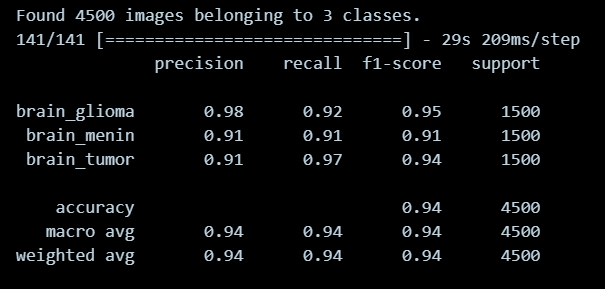 Found 4500 images belonging to 3 classes.
141/141 [==============================] - 29s 209ms/step
              precision    recall  f1-score   support

brain_glioma       0.98      0.92      0.95      1500
 brain_menin       0.91      0.91      0.91      1500
 brain_tumor       0.91      0.97      0.94      1500

    accuracy                           0.94      4500
   macro avg       0.94      0.94      0.94      4500
weighted avg       0.94      0.94      0.94      4500